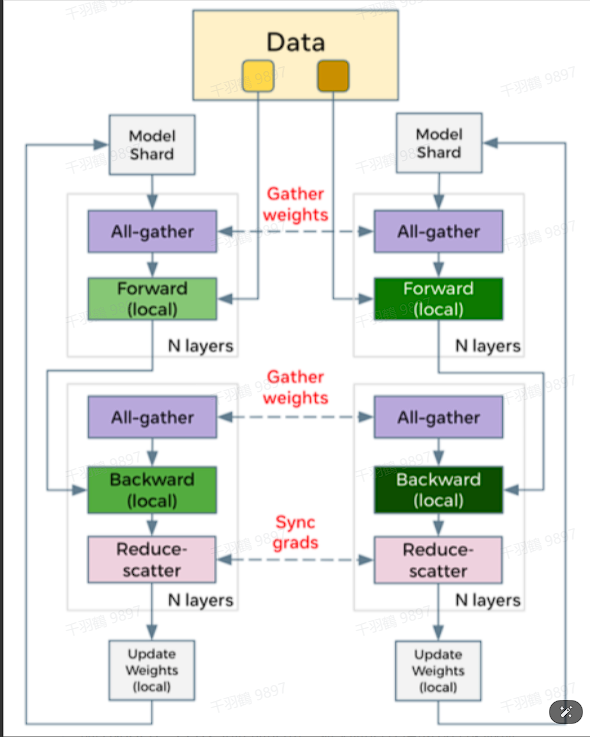 Data
Model
Shard
Model
Shard
Gather
weights
All-gather
All-gather
Forward
(local)
Forward
(local)
N layers
N layers
Gather
weights
All-gather
All-gather
Backward
(local)
Backward
(local)
Sync
grads
Reduce-
scatter
Reduce-
scatter
N layers
N layers
Update
Weights
(local)
Update
Weights
(local)
千羽鶴 9897